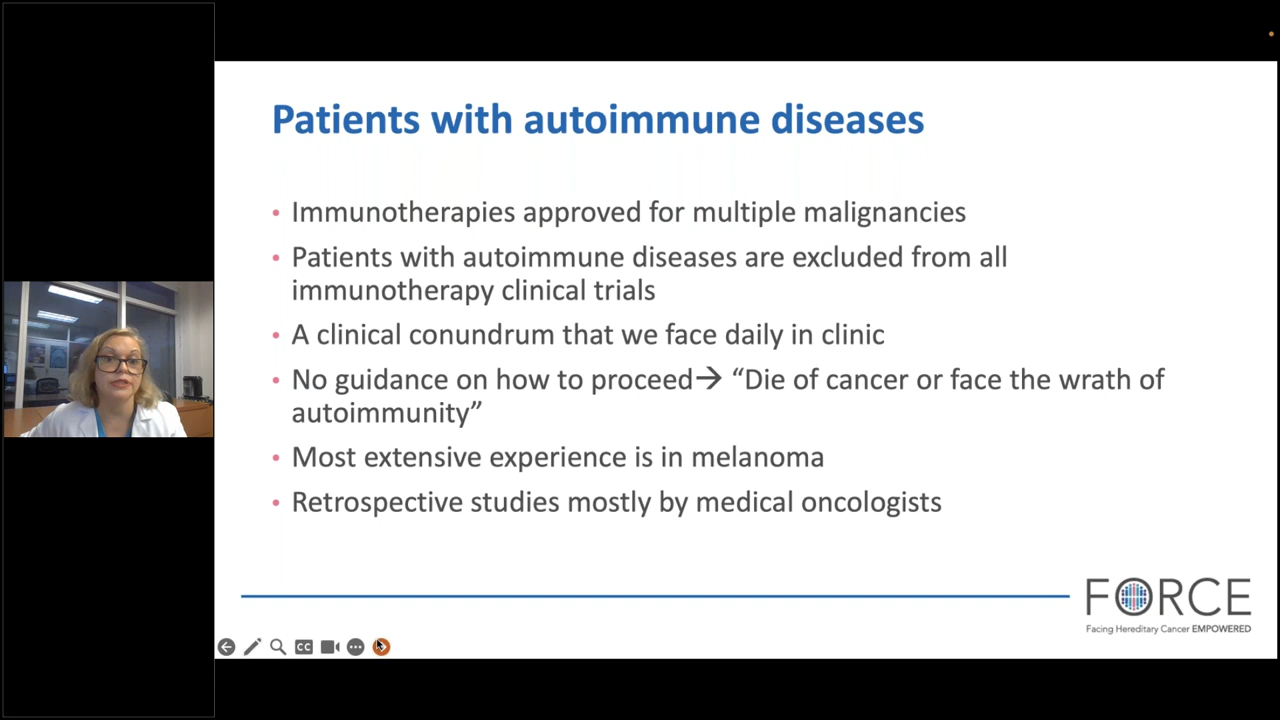 Patients with autoimmune diseases
• Immunotherapies approved for multiple malignancies
• Patients with autoimmune diseases are excluded from all
immunotherapy clinical trials
• A clinical conundrum that we face daily in clinic
• No guidance on how to proceed→ “Die of cancer or face the wrath of
autoimmunity”
• Most extensive experience is in melanoma
• Retrospective studies mostly by medical oncologists
FORCE
Facing Hereditary Cancer EMPOWERED
CC